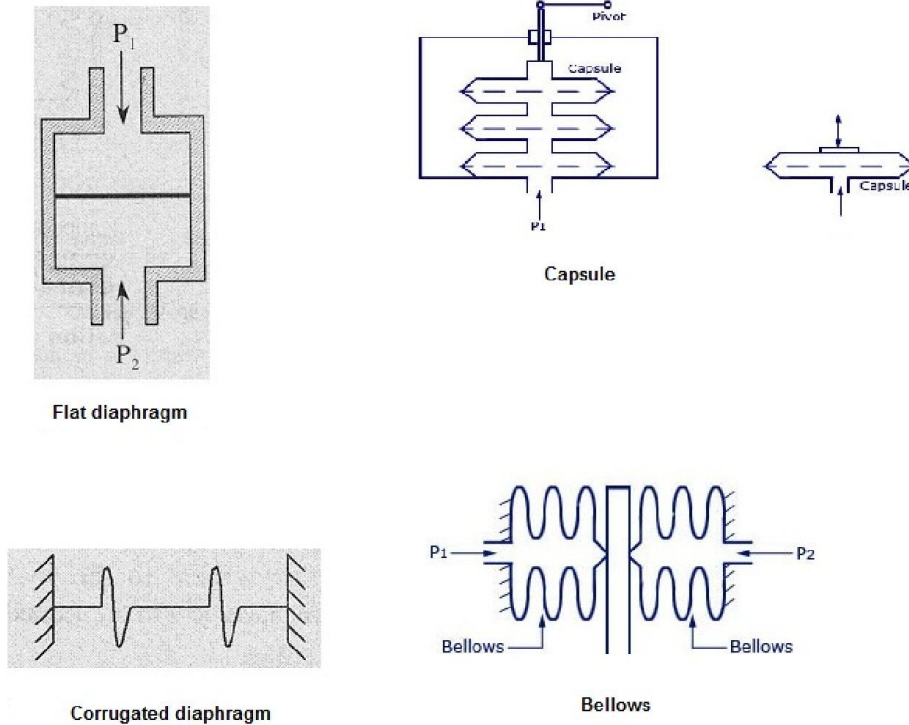 P1
P2
Flat diaphragm
Pivot
Capsule
P1
Capsule
Capsule
Corrugated diaphragm
P1
P2
Bellows
Bellows
Bellows